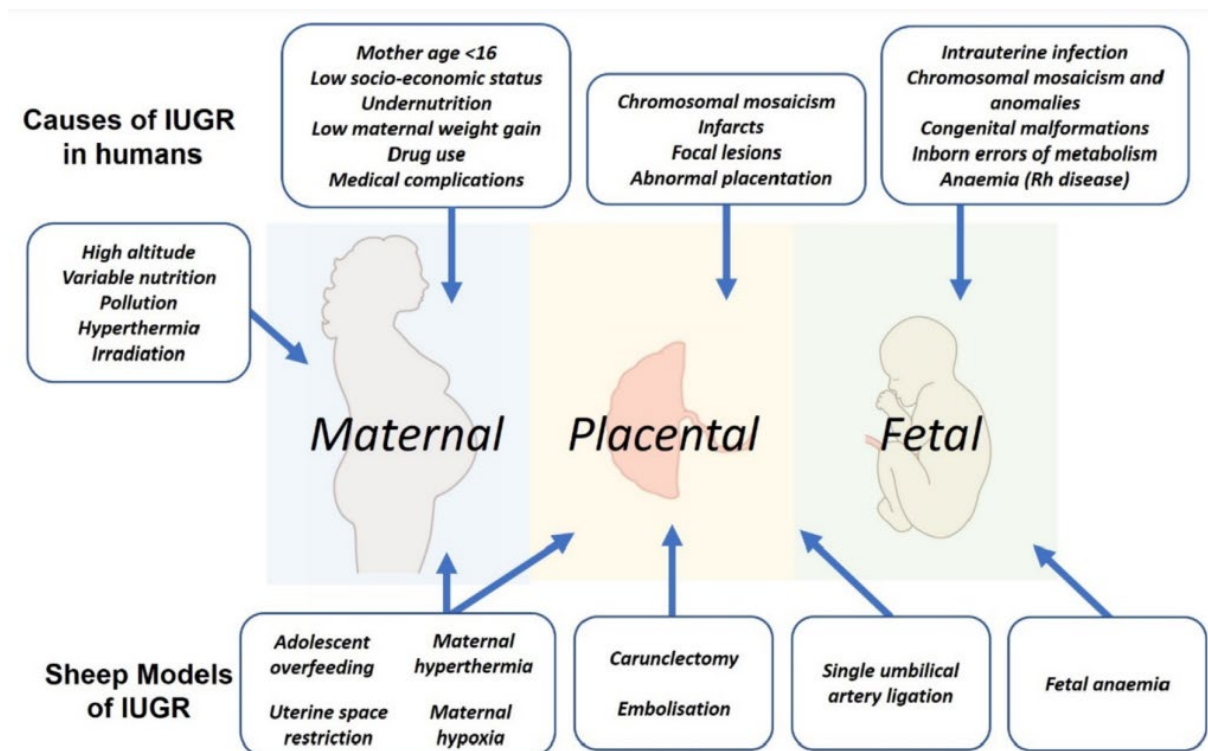 Causes of IUGR
in humans
Mother age <16
Low socio-economic status
Undernutrition
Low maternal weight gain
Drug use
Medical complications
Chromosomal mosaicism
Infarcts
Focal lesions
Abnormal placentation
Intrauterine infection
Chromosomal mosaicism and
anomalies
Congenital malformations
Inborn errors of metabolism
Anaemia (Rh disease)
High altitude
Variable nutrition
Pollution
Hyperthermia
Irradiation
Maternal
Placental
Fetal
Sheep Models
of IUGR
Adolescent
overfeeding
Maternal
hyperthermia
Uterine space
restriction
Maternal
hypoxia
Carunclectomy
Embolisation
Single umbilical
artery ligation
Fetal anaemia